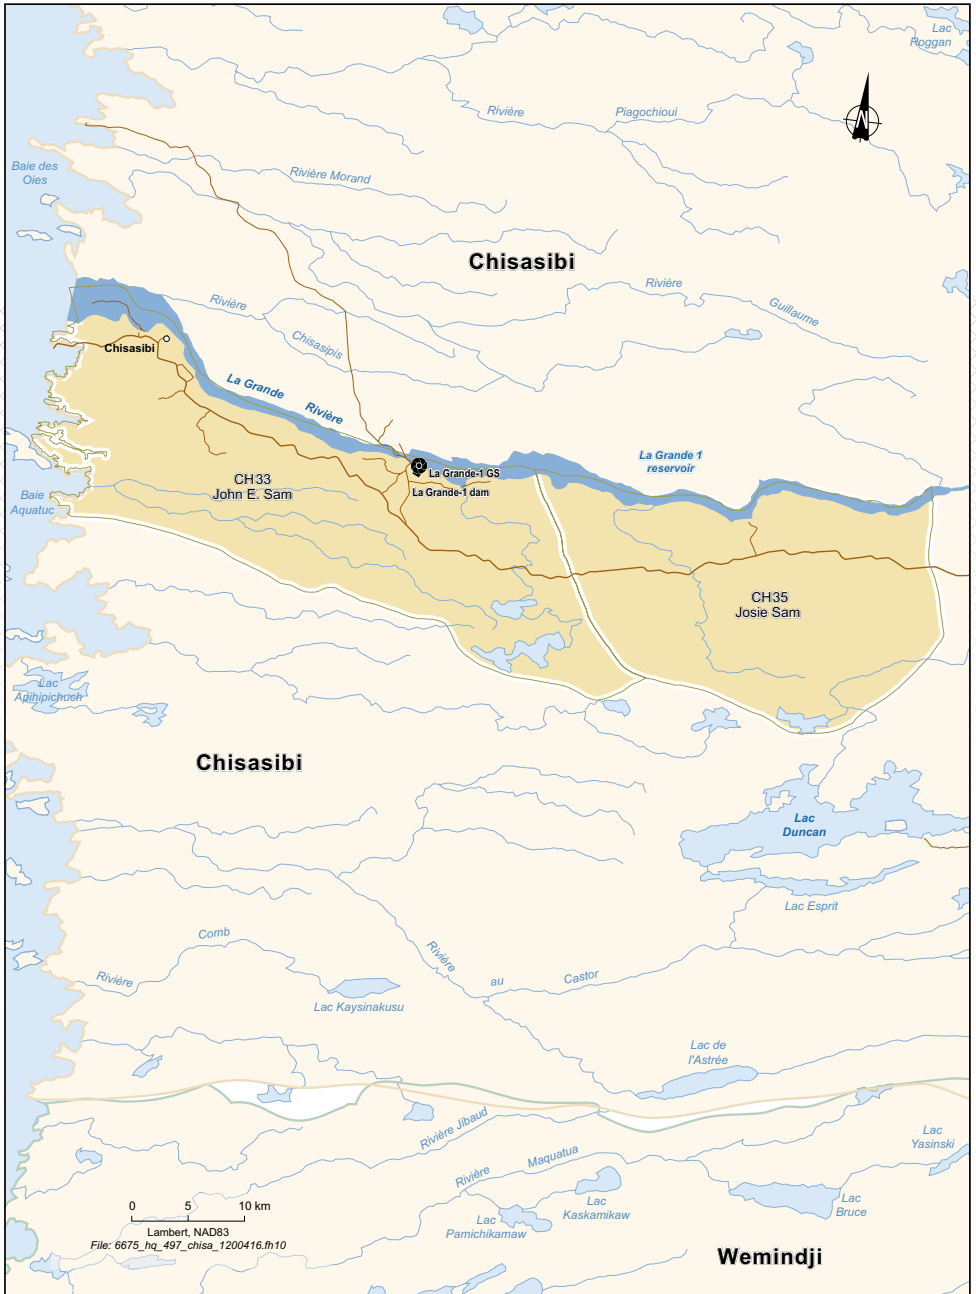 Lac
Roggan
N
Rivière
Piagochioui
Baie des
Oies
Rivière Morand
Chisasibi
Rivière
Guillaume
Rivière
Chisasipis
Chisasibi
La Grande
Rivière
La Grande 1
reservoir
La Grande-1 GS
La Grande-1 dam
CH33
John E. Sam
Baie
Aquatuc
CH35
Josie Sam
Lac
Apihipichuch
Chisasibi
Lac
Duncan
Lac Esprit
Comb
Rivière
Rivière
au
Castor
Lac Kaysinakusu
Lac de
l'Astrée
Rivière Jibaud
Lac
Yasinski
Rivière
Maquatua
Lac
Kaskamikaw
Lac
Bruce
Lac
Pamichikamaw
0 5 10 km
Lambert, NAD83
File: 6675_hq_497_chisa_1200416.fh10
Wemindji